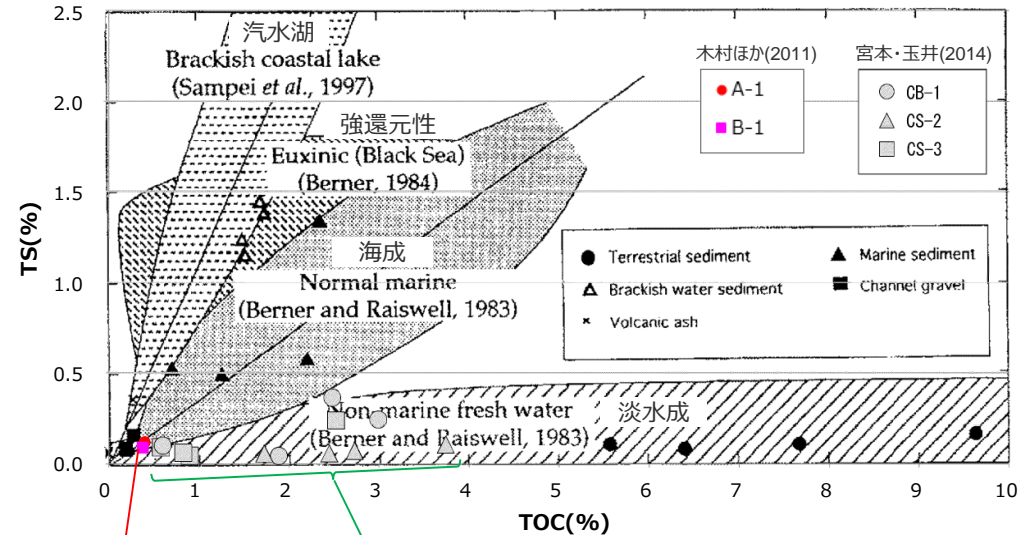 2.5
2.0
1.5
1.0
0.5
0.0
TS(%)
0
1
2
3
4
5
6
7
8
9
10
TOC(%)
汽水湖
Brackish coastal lake
(Sampei et al., 1997)
強還元性
Euxinic (Black Sea)
(Berner, 1984)
海成
Normal marine
(Berner and Raiswell, 1983)
Non-marine fresh water
(Berner and Raiswell, 1983)
淡水成
木村ほか(2011)
A-1
B-1
宮本・玉井(2014)
CB-1
CS-2
CS-3
Terrestrial sediment
Marine sediment
Brackish water sediment
Channel gravel
Volcanic ash